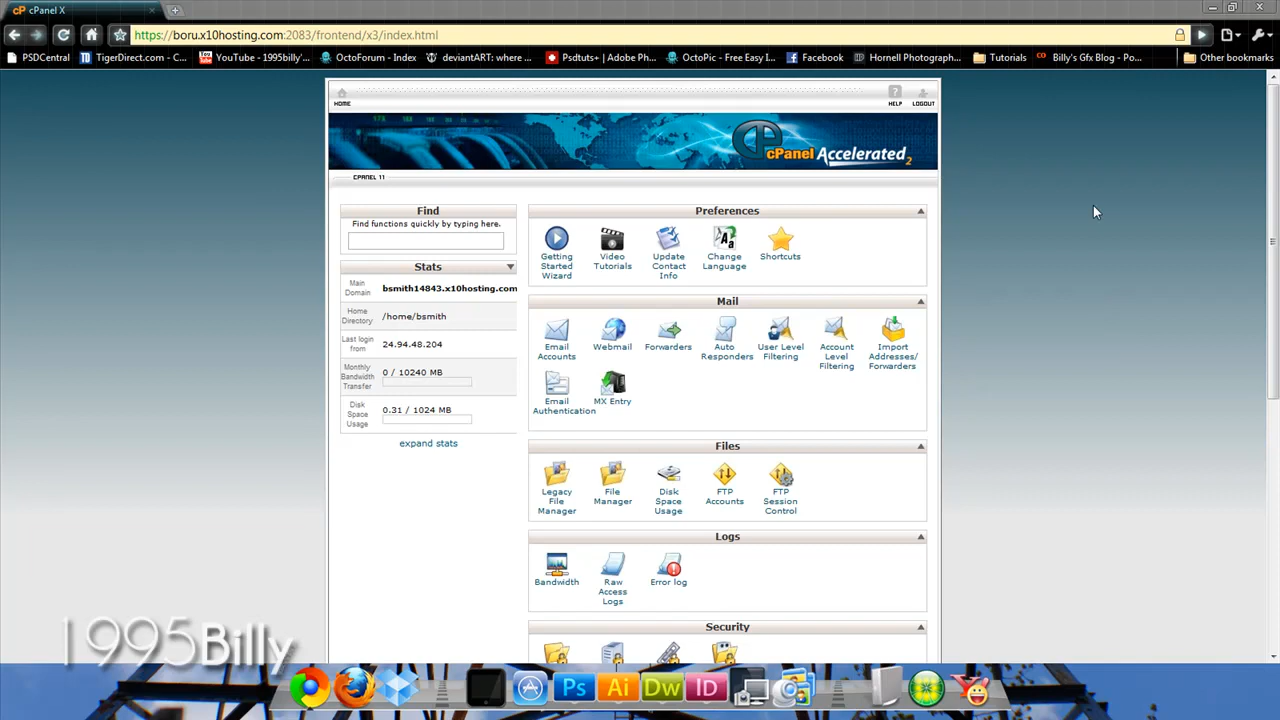 cPanel X
https://boru.x10hosting.com:2083/frontend/x3/index.html
PSDCentral
TigerDirect.com - C...
YouTube - 1995billy'...
OctoForum - Index
deviantART: where ...
Psdtuts+ | Adobe Ph...
OctoPic - Free Easy I...
Facebook
Hornell Photograph...
Tutorials
Billy's Gfx Blog - Po...
Other bookmarks
HOME
HELP
LOGOUT
cPanel Accelerated2
CPANEL 11
Find
Find functions quickly by typing here.
Stats
Main Domain
bsmith14843.x10hosting.com
Home Directory
/home/bsmith
Last login from
24.94.48.204
Monthly Bandwidth Transfer
0 / 10240 MB
Disk Space Usage
0.31 / 1024 MB
expand stats
Preferences
Getting Started Wizard
Video Tutorials
Update Contact Info
Change Language
Shortcuts
Mail
Email Accounts
Webmail
Forwarders
Auto Responders
User Level Filtering
Account Level Filtering
Import Addresses/ Forwarders
Email Authentication
MX Entry
Files
Legacy File Manager
File Manager
Disk Space Usage
FTP Accounts
FTP Session Control
Logs
Bandwidth
Raw Access Logs
Error log
Security
1995Billy
Ps
Ai
Dw
ID